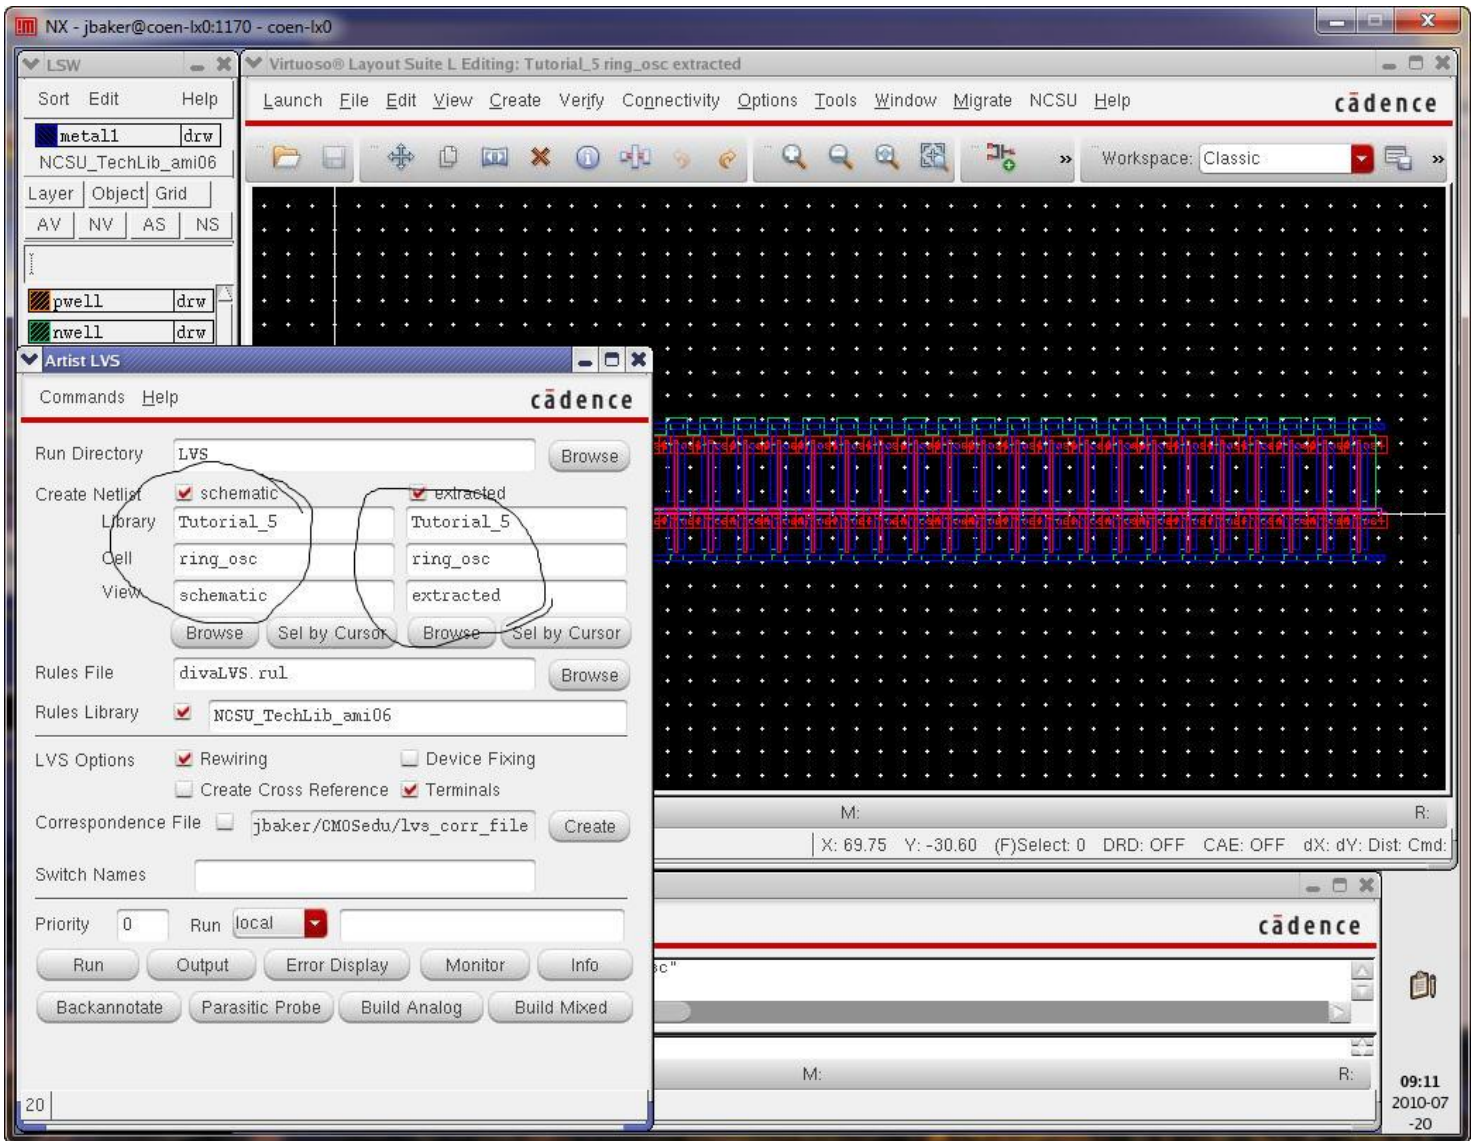 NX - jbaker@coen-lx0:1170 - coen-lx0
LSW
Sort Edit Help
metal1 drw
NCSU_TechLib_ami06
Layer Object Grid
AV NV AS NS
pwell drw
nwell drw
Virtuoso® Layout Suite L Editing: Tutorial_5 ring_osc extracted
Launch File Edit View Create Verify Connectivity Options Tools Window Migrate NCSU Help cādence
» Workspace: Classic »
Artist LVS
Commands Help cādence
Run Directory LVS Browse
Create Netlist schematic extracted
Library Tutorial_5 Tutorial_5
Cell ring_osc ring_osc
View schematic extracted
Browse Sel by Cursor Browse Sel by Cursor
Rules File divaLVS.rul Browse
Rules Library NCSU_TechLib_ami06
LVS Options Rewiring Device Fixing
Create Cross Reference Terminals
Correspondence File jbaker/CMOSedu/lvs_corr_file Create
Switch Names
Priority 0 Run local
Run Output Error Display Monitor Info
Backannotate Parasitic Probe Build Analog Build Mixed
20
M: R:
X: 69.75 Y: -30.60 (F)Select: 0 DRD: OFF CAE: OFF dX: dY: Dist: Cmd:
cādence
sc"
M: R:
09:11
2010-07
-20